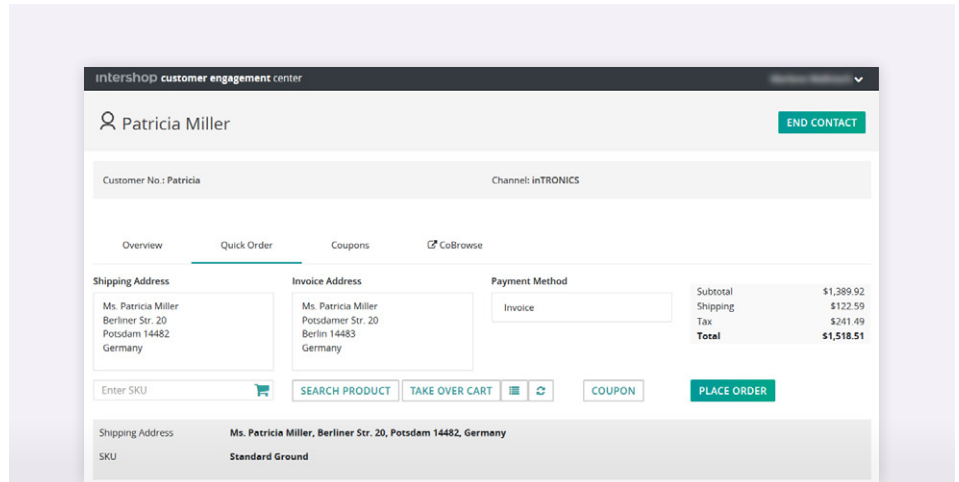 intershop customer engagement center
Patricia Miller
END CONTACT
Customer No.: Patricia
Channel: inTRONICS
Overview
Quick Order
Coupons
CoBrowse
Shipping Address
Ms. Patricia Miller
Berliner Str. 20
Potsdam 14482
Germany
Invoice Address
Ms. Patricia Miller
Potsdamer Str. 20
Berlin 14483
Germany
Payment Method
Invoice
Subtotal $1,389.92
Shipping $122.59
Tax $241.49
Total $1,518.51
Enter SKU
SEARCH PRODUCT
TAKE OVER CART
COUPON
PLACE ORDER
Shipping Address Ms. Patricia Miller, Berliner Str. 20, Potsdam 14482, Germany
SKU Standard Ground